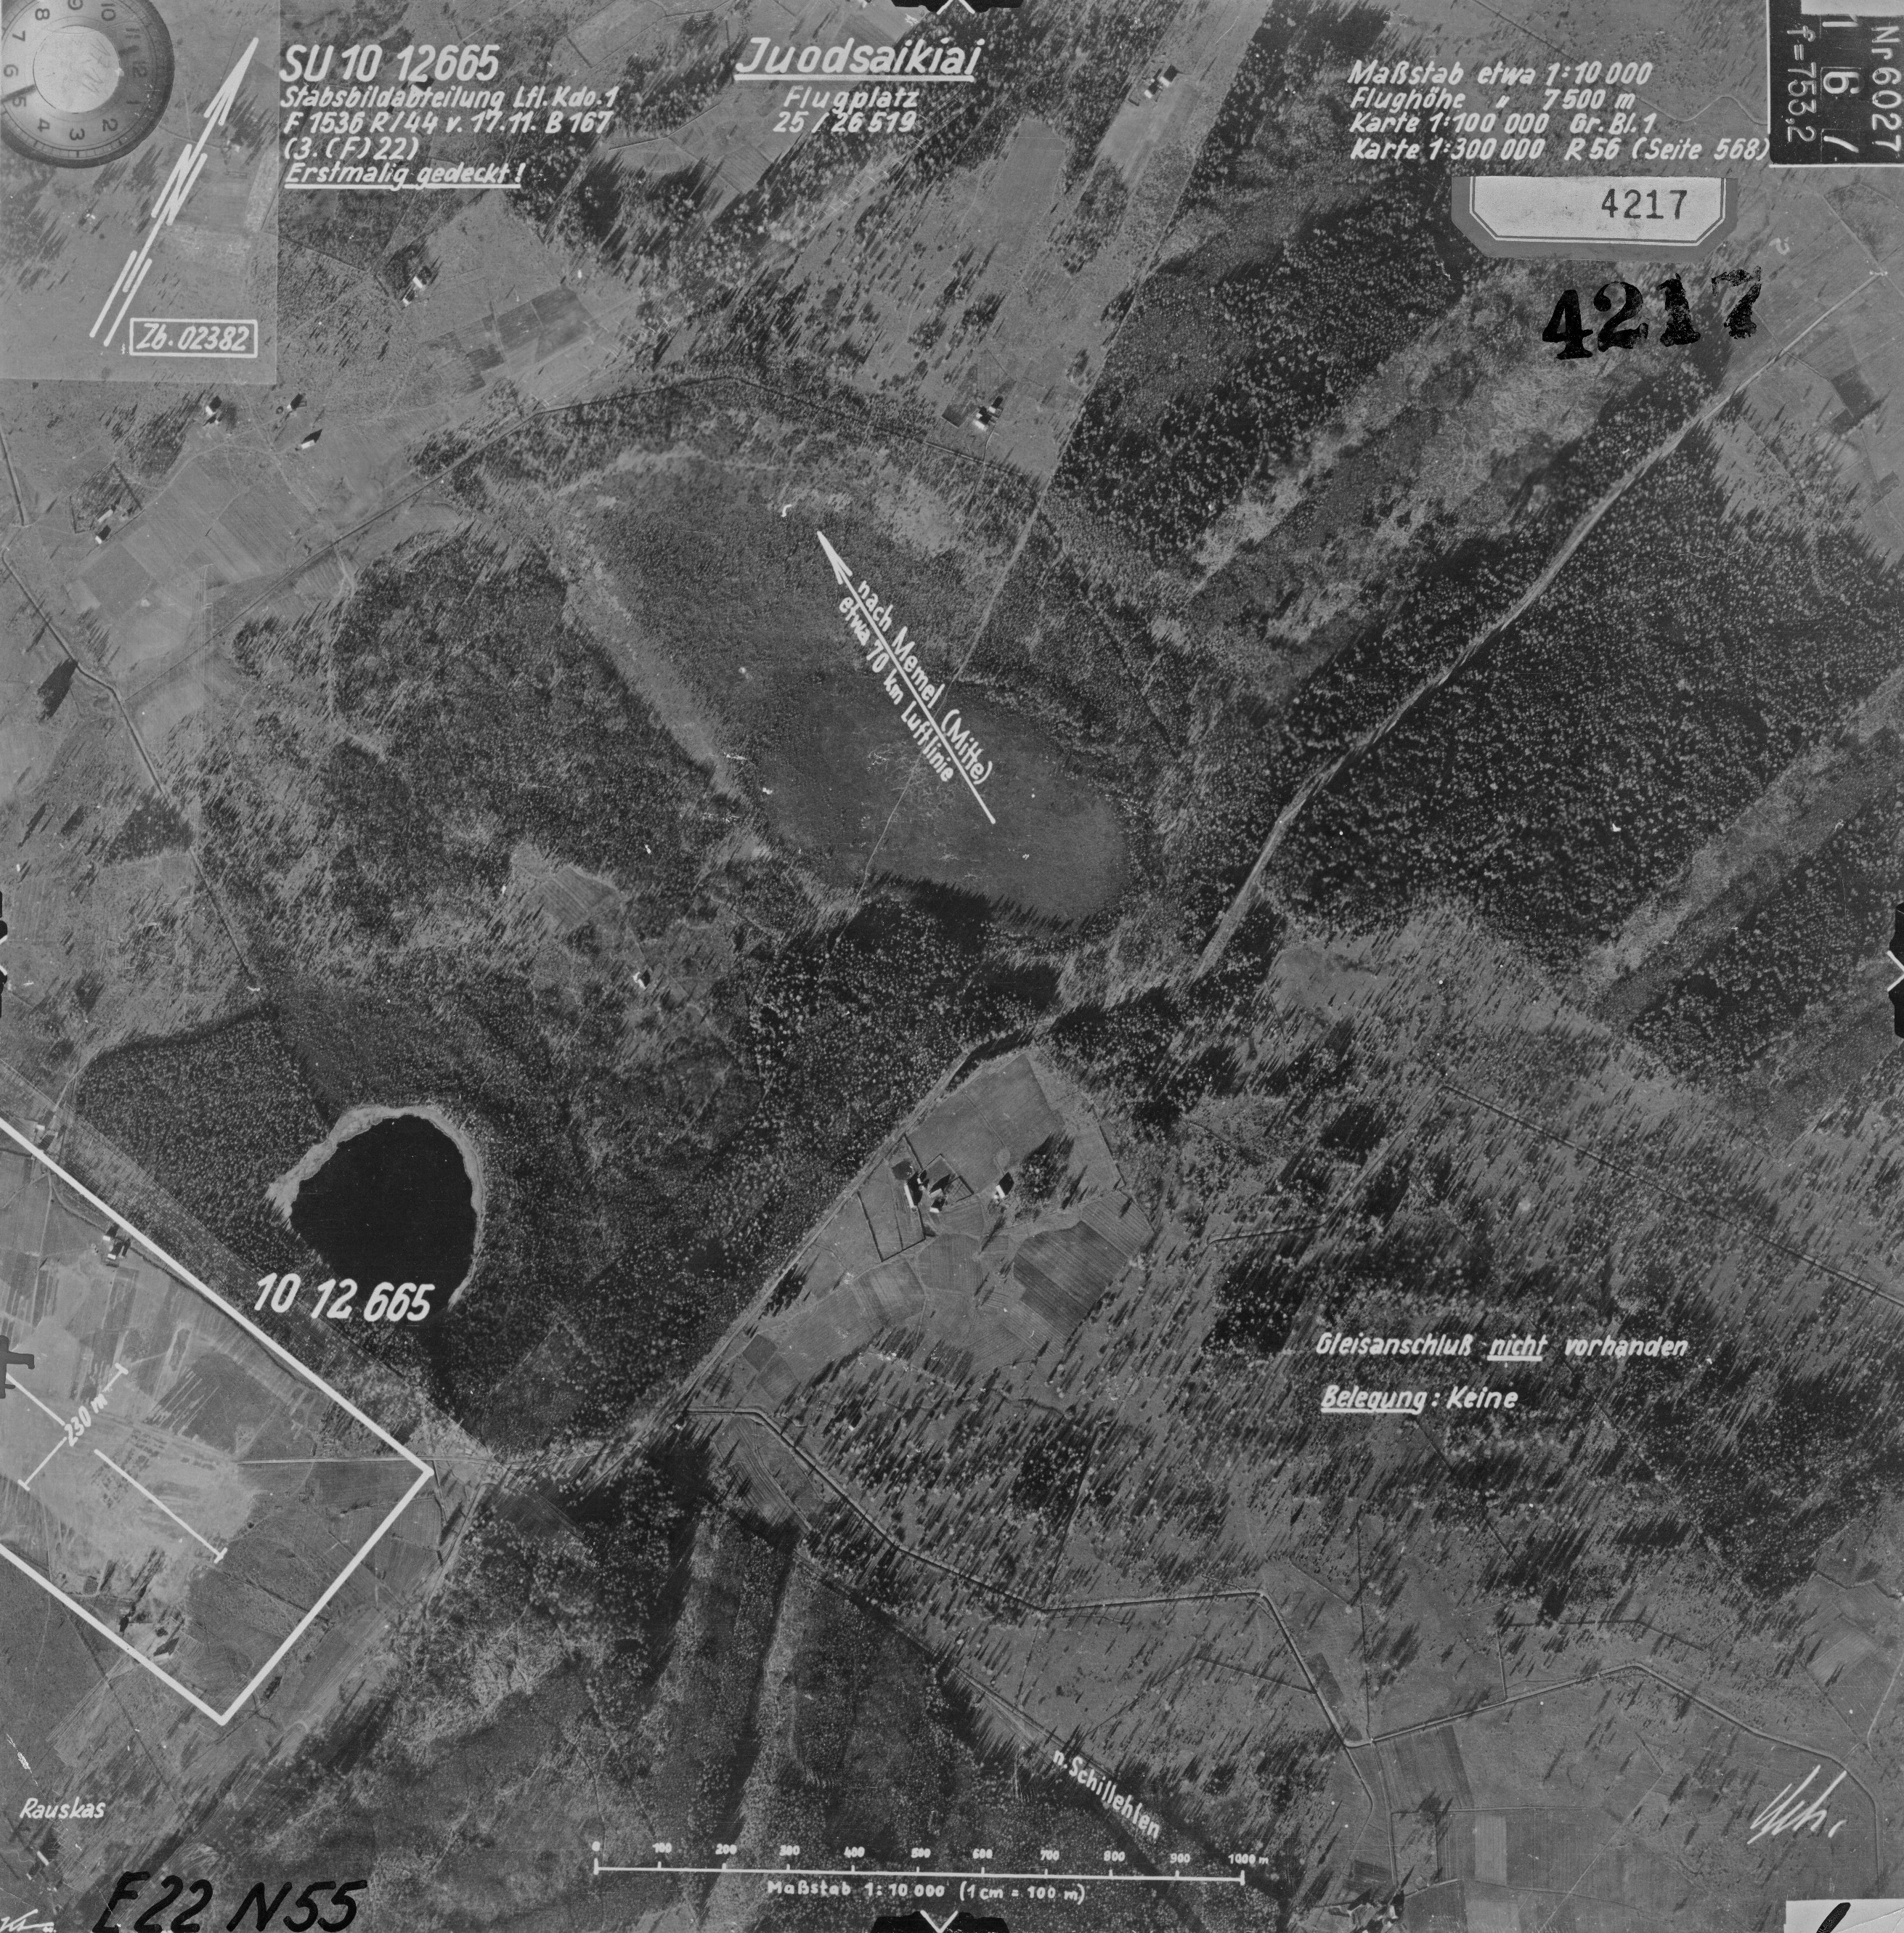 SU 10 12665
Stabsbildabteilung Lfl. Kdo. 1
F 1536 R/44 v. 17.11. B 167
(3. (F) 22)
Erstmalig gedeckt!
Juodsaikiai
Flugplatz
25 / 26 519
Maßstab etwa 1:10 000
Flughöhe " 7500 m
Karte 1:100 000 Gr. Bl. 1
Karte 1:300 000 R 56 (Seite 568)
Nr 6027
f = 753,2
4217
4217
N
Zb. 02382
nach Memel (Mitte)
etwa 70 km Luftlinie
10 12 665
230 m
Gleisanschluß nicht vorhanden
Belegung: Keine
n. Schillehlen
Rauskas
0 100 200 300 400 500 600 700 800 900 1000 m
Maßstab 1:10 000 (1 cm = 100 m)
E22 N55